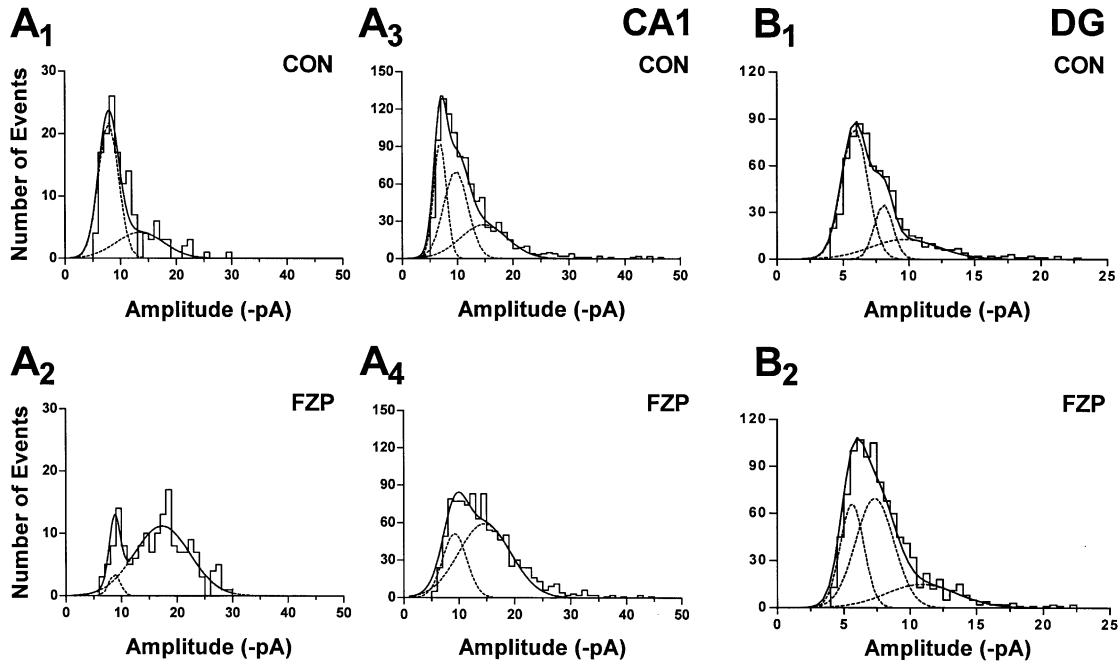 A1 A3 CA1 B1 DG
CON CON CON
30 150 120
20 120 90
10 90 60
0 60 30
30 0
0
0 10 20 30 40 50 0 10 20 30 40 50 0 5 10 15 20 25
Number of Events
Amplitude (-pA) Amplitude (-pA) Amplitude (-pA)
A2 A4 B2
FZP FZP FZP
30 150 120
20 120 90
10 90 60
0 60 30
30 0
0
0 10 20 30 40 50 0 10 20 30 40 50 0 5 10 15 20 25
Number of Events
Amplitude (-pA) Amplitude (-pA) Amplitude (-pA)